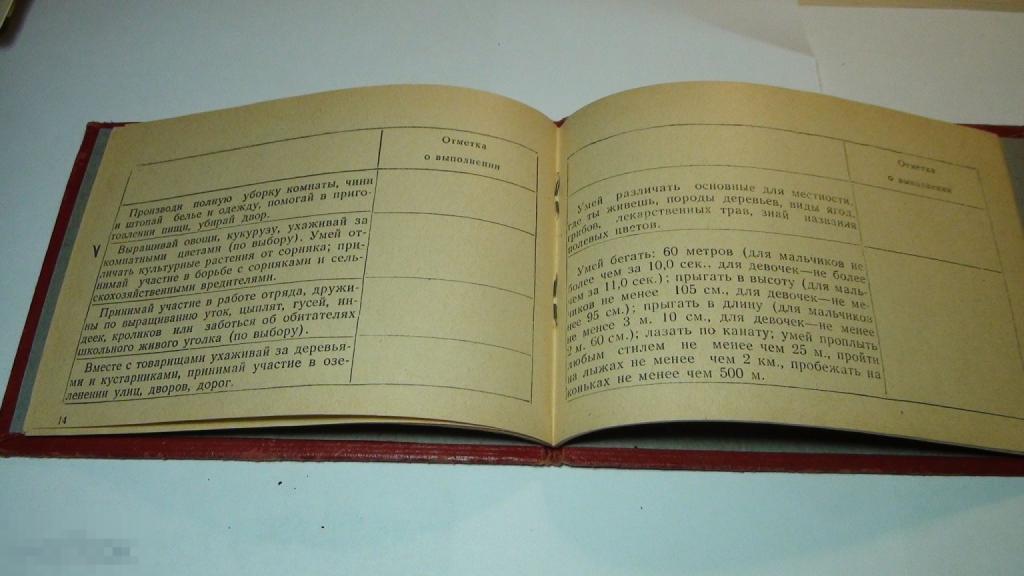 Отметка
о выполнении
Производи полную уборку комнаты, чини
и штопай белье и одежду, помогай в приго-
товлении пищи, убирай двор.
V
Выращивай овощи, кукурузу, ухаживай за
комнатными цветами (по выбору). Умей от-
личать культурные растения от сорняка; при-
нимай участие в борьбе с сорняками и сель-
скохозяйственными вредителями.
Принимай участие в работе отряда, дружи-
ны по выращиванию уток, цыплят, гусей, ин-
деек, кроликов или заботься об обитателях
школьного живого уголка (по выбору).
Вместе с товарищами ухаживай за деревья-
ми и кустарниками, принимай участие в озе-
ленении улиц, дворов, дорог.
14
Отметка
о выполнении
Умей различать основные для местности,
где ты живешь, породы деревьев, виды ягод,
грибов, лекарственных трав, знай названия
полевых цветов.
Умей бегать: 60 метров (для мальчиков не
более чем за 10,0 сек., для девочек—не более
чем за 11,0 сек.); прыгать в высоту (для маль-
чиков не менее 105 см., для девочек—не ме-
нее 95 см.); прыгать в длину (для мальчиков
не менее 3 м. 10 см., для девочек—не менее
2 м. 60 см.); лазать по канату; умей проплыть
любым стилем не менее чем 25 м., пройти
на лыжах не менее чем 2 км., пробежать на
коньках не менее чем 500 м.